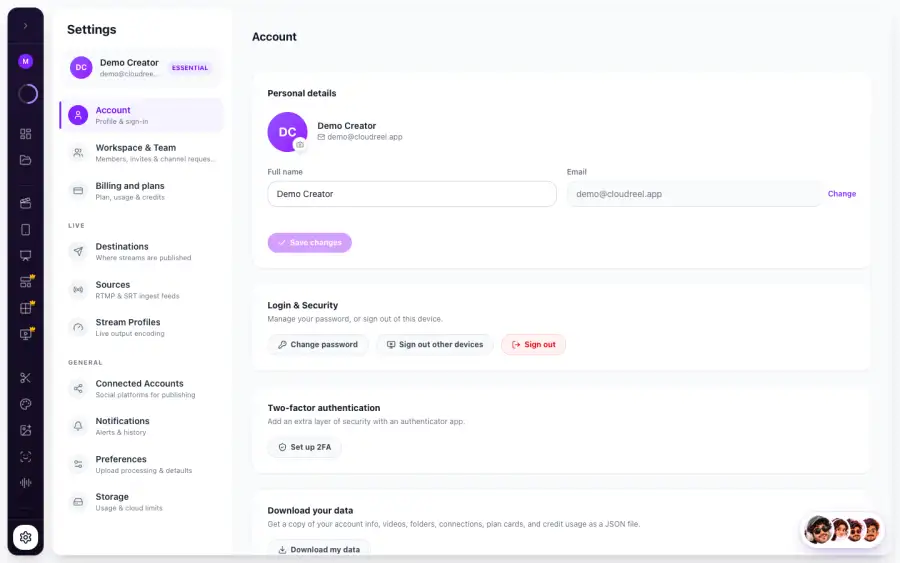 Settings
M
DC
Demo Creator
demo@cloudree...
ESSENTIAL
Account
Profile & sign-in
Workspace & Team
Members, invites & channel reques...
Billing and plans
Plan, usage & credits
LIVE
Destinations
Where streams are published
Sources
RTMP & SRT ingest feeds
Stream Profiles
Live output encoding
GENERAL
Connected Accounts
Social platforms for publishing
Notifications
Alerts & history
Preferences
Upload processing & defaults
Storage
Usage & cloud limits
Account
Personal details
DC
Demo Creator
demo@cloudreel.app
Full name
Email
Demo Creator
demo@cloudreel.app
Change
Save changes
Login & Security
Manage your password, or sign out of this device.
Change password
Sign out other devices
Sign out
Two-factor authentication
Add an extra layer of security with an authenticator app.
Set up 2FA
Download your data
Get a copy of your account info, videos, folders, connections, plan cards, and credit usage as a JSON file.
Download my data